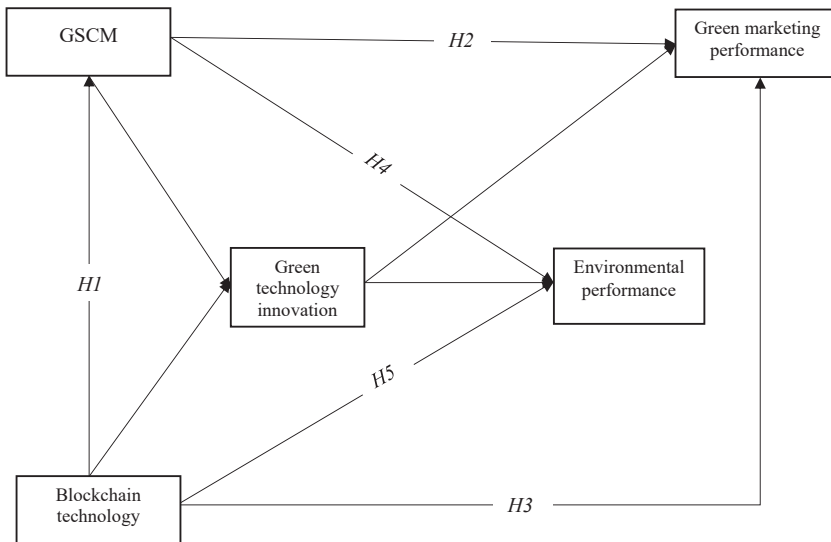 GSCM
H2
Green marketing
performance
H4
H1
Green
technology
innovation
Environmental
performance
H5
Blockchain
technology
H3